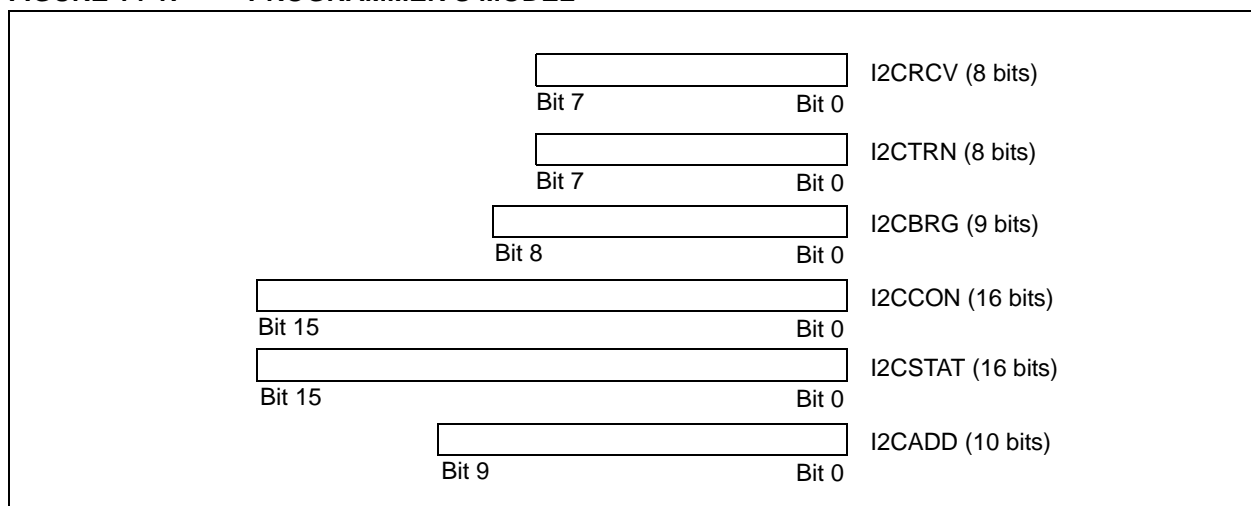 I2CRCV (8 bits)
Bit 7 Bit 0
I2CTRN (8 bits)
Bit 7 Bit 0
I2CBRG (9 bits)
Bit 8 Bit 0
I2CCON (16 bits)
Bit 15 Bit 0
I2CSTAT (16 bits)
Bit 15 Bit 0
I2CADD (10 bits)
Bit 9 Bit 0